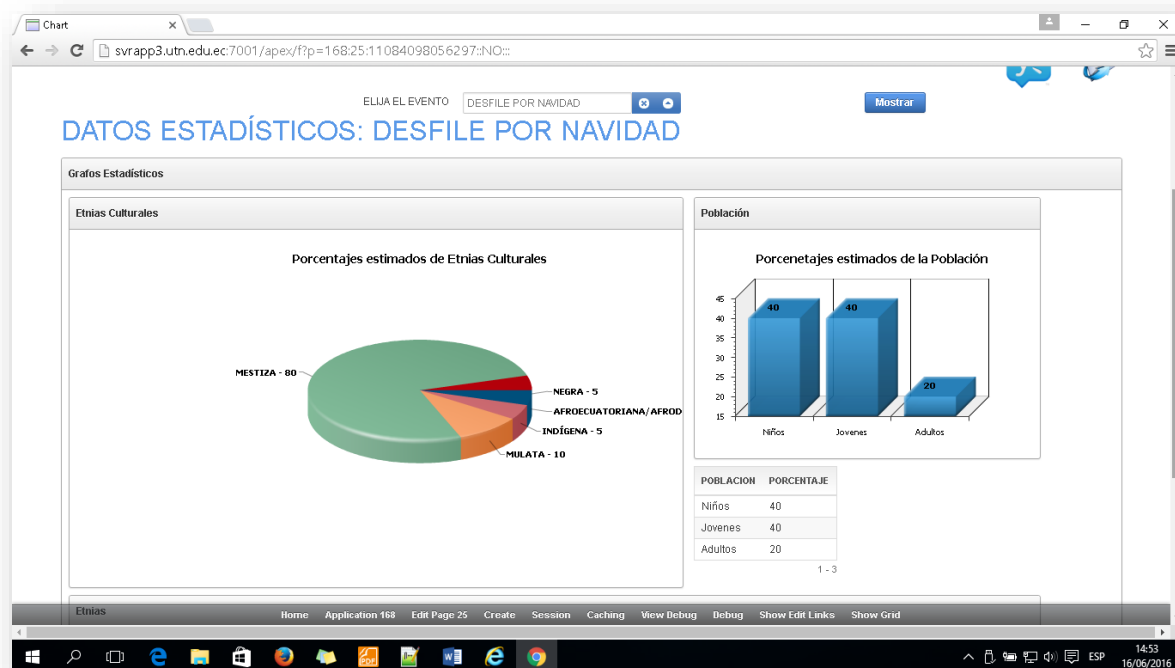 Chart
svrapp3.utn.edu.ec:7001/apex/f?p=168:25:11084098056297::NO:::
ELIJA EL EVENTO DESFILE POR NAVIDAD Mostrar
DATOS ESTADÍSTICOS: DESFILE POR NAVIDAD
Grafos Estadísticos
Etnias Culturales
Porcentajes estimados de Etnias Culturales
MESTIZA - 80
NEGRA - 5
AFROECUATORIANA/AFROD
INDÍGENA - 5
MULATA - 10
Población
Porcenetajes estimados de la Población
45
40
35
30
25
20
15
40
40
20
Niños Jovenes Adultos
POBLACION PORCENTAJE
Niños 40
Jovenes 40
Adultos 20
1 - 3
Etnias
Home Application 168 Edit Page 25 Create Session Caching View Debug Debug Show Edit Links Show Grid
ESP
14:53
16/06/2016